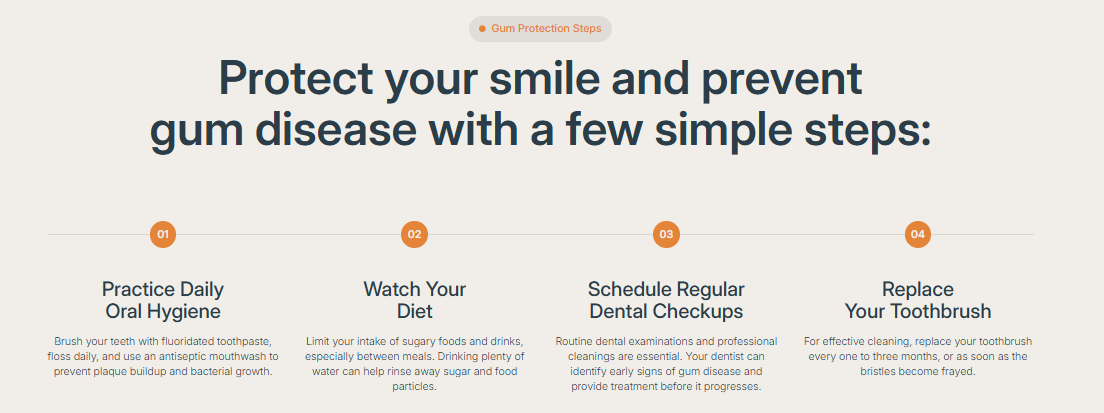 Gum Protection Steps
Protect your smile and prevent
gum disease with a few simple steps:
01
02
03
04
Practice Daily
Oral Hygiene
Brush your teeth with fluoridated toothpaste,
floss daily, and use an antiseptic mouthwash to
prevent plaque buildup and bacterial growth.
Watch Your
Diet
Limit your intake of sugary foods and drinks,
especially between meals. Drinking plenty of
water can help rinse away sugar and food
particles.
Schedule Regular
Dental Checkups
Routine dental examinations and professional
cleanings are essential. Your dentist can
identify early signs of gum disease and
provide treatment before it progresses.
Replace
Your Toothbrush
For effective cleaning, replace your toothbrush
every one to three months, or as soon as the
bristles become frayed.